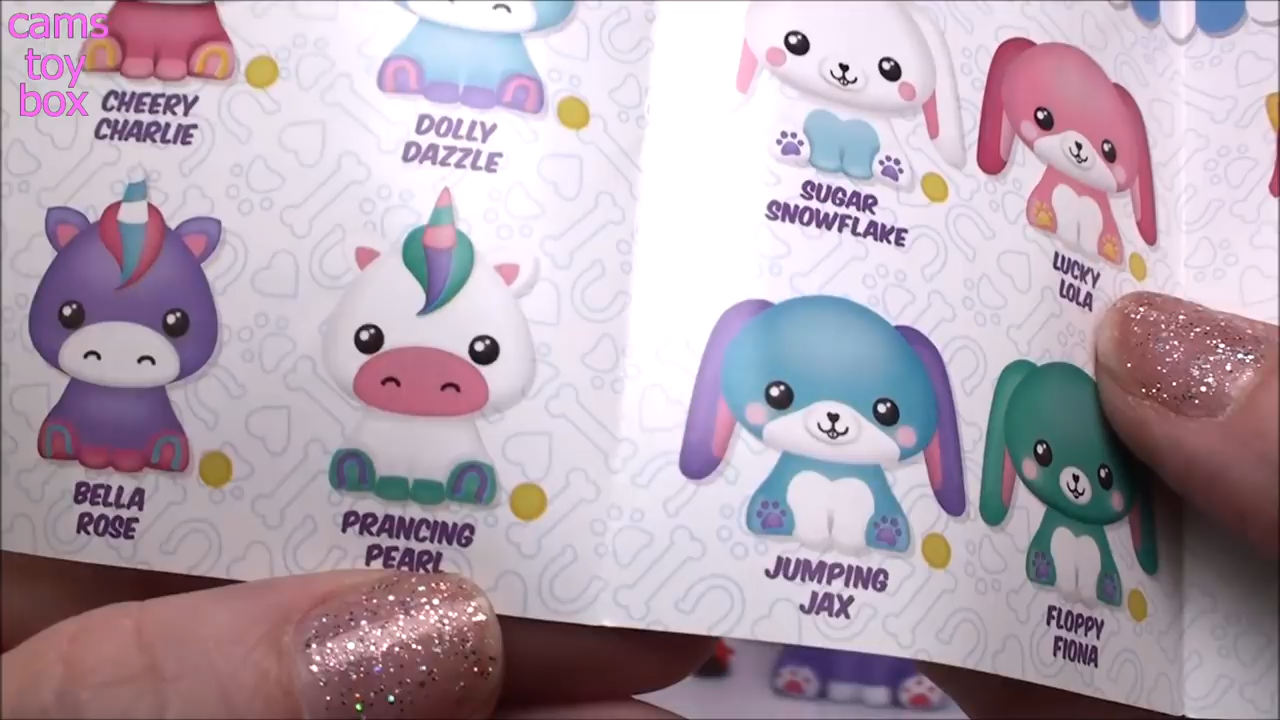 cams
toy
box
CHEERY
CHARLIE
DOLLY
DAZZLE
SUGAR
SNOWFLAKE
LUCKY
LOLA
BELLA
ROSE
PRANCING
PEARL
JUMPING
JAX
FLOPPY
FIONA